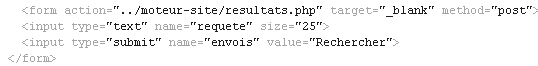 <form action="../moteur-site/resultats.php" target="_blank" method="post">
<input type="text" name="requete" size="25">
<input type="submit" name="envois" value="Rechercher">
</form>